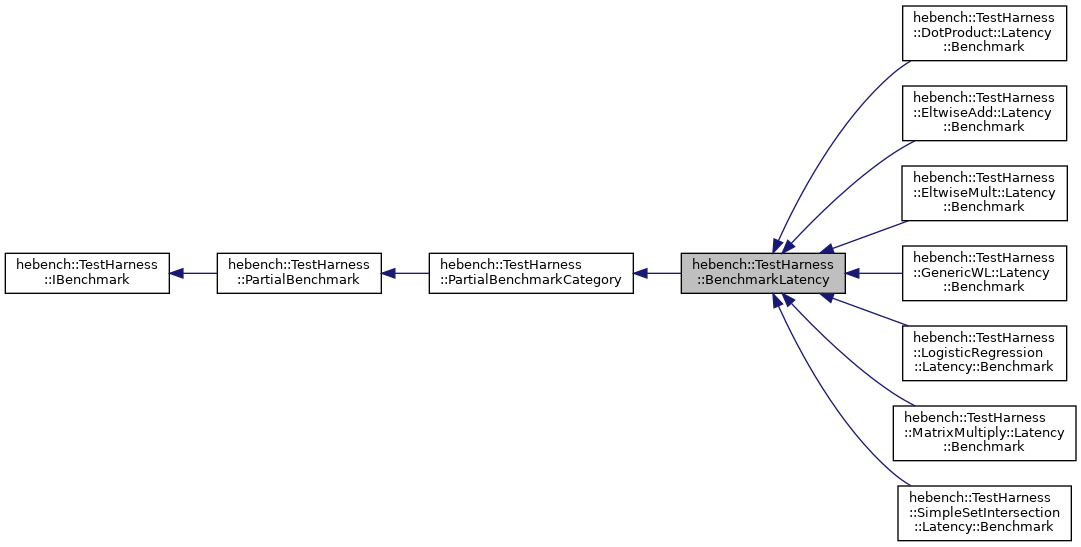 hebench::TestHarness
::IBenchmark
hebench::TestHarness
::PartialBenchmark
hebench::TestHarness
::PartialBenchmarkCategory
hebench::TestHarness
::BenchmarkLatency
hebench::TestHarness
::DotProduct::Latency
::Benchmark
hebench::TestHarness
::EltwiseAdd::Latency
::Benchmark
hebench::TestHarness
::EltwiseMult::Latency
::Benchmark
hebench::TestHarness
::GenericWL::Latency
::Benchmark
hebench::TestHarness
::LogisticRegression
::Latency::Benchmark
hebench::TestHarness
::MatrixMultiply::Latency
::Benchmark
hebench::TestHarness
::SimpleSetIntersection
::Latency::Benchmark